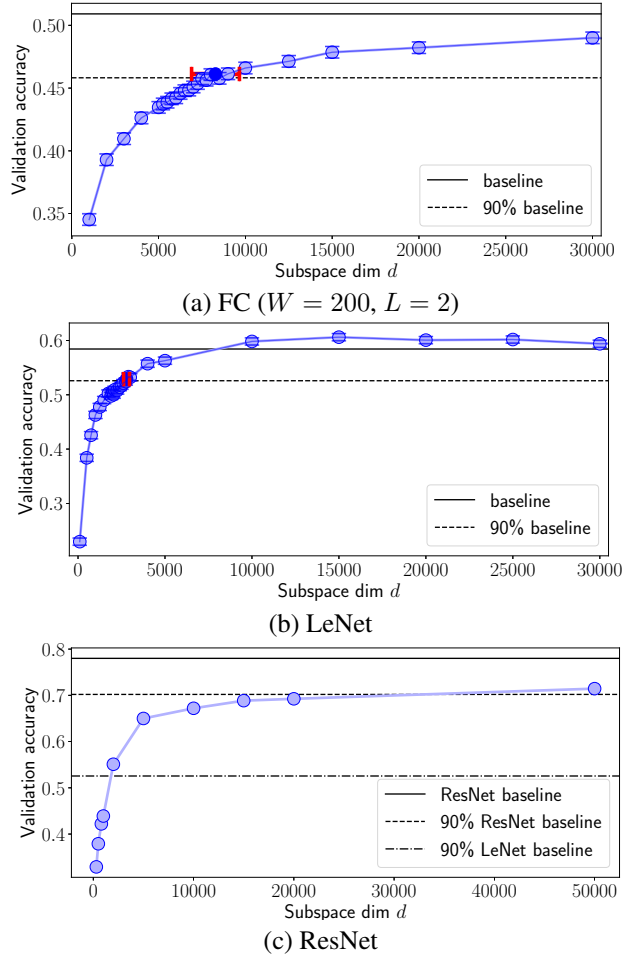 0.50
0.45
0.40
0.35
Validation accuracy
baseline
90% baseline
0 5000 10000 15000 20000 25000 30000
Subspace dim d
(a) FC (W = 200, L = 2)
0.6
0.5
0.4
0.3
Validation accuracy
baseline
90% baseline
0 5000 10000 15000 20000 25000 30000
Subspace dim d
(b) LeNet
0.8
0.7
0.6
0.5
0.4
Validation accuracy
ResNet baseline
90% ResNet baseline
90% LeNet baseline
0 10000 20000 30000 40000 50000
Subspace dim d
(c) ResNet